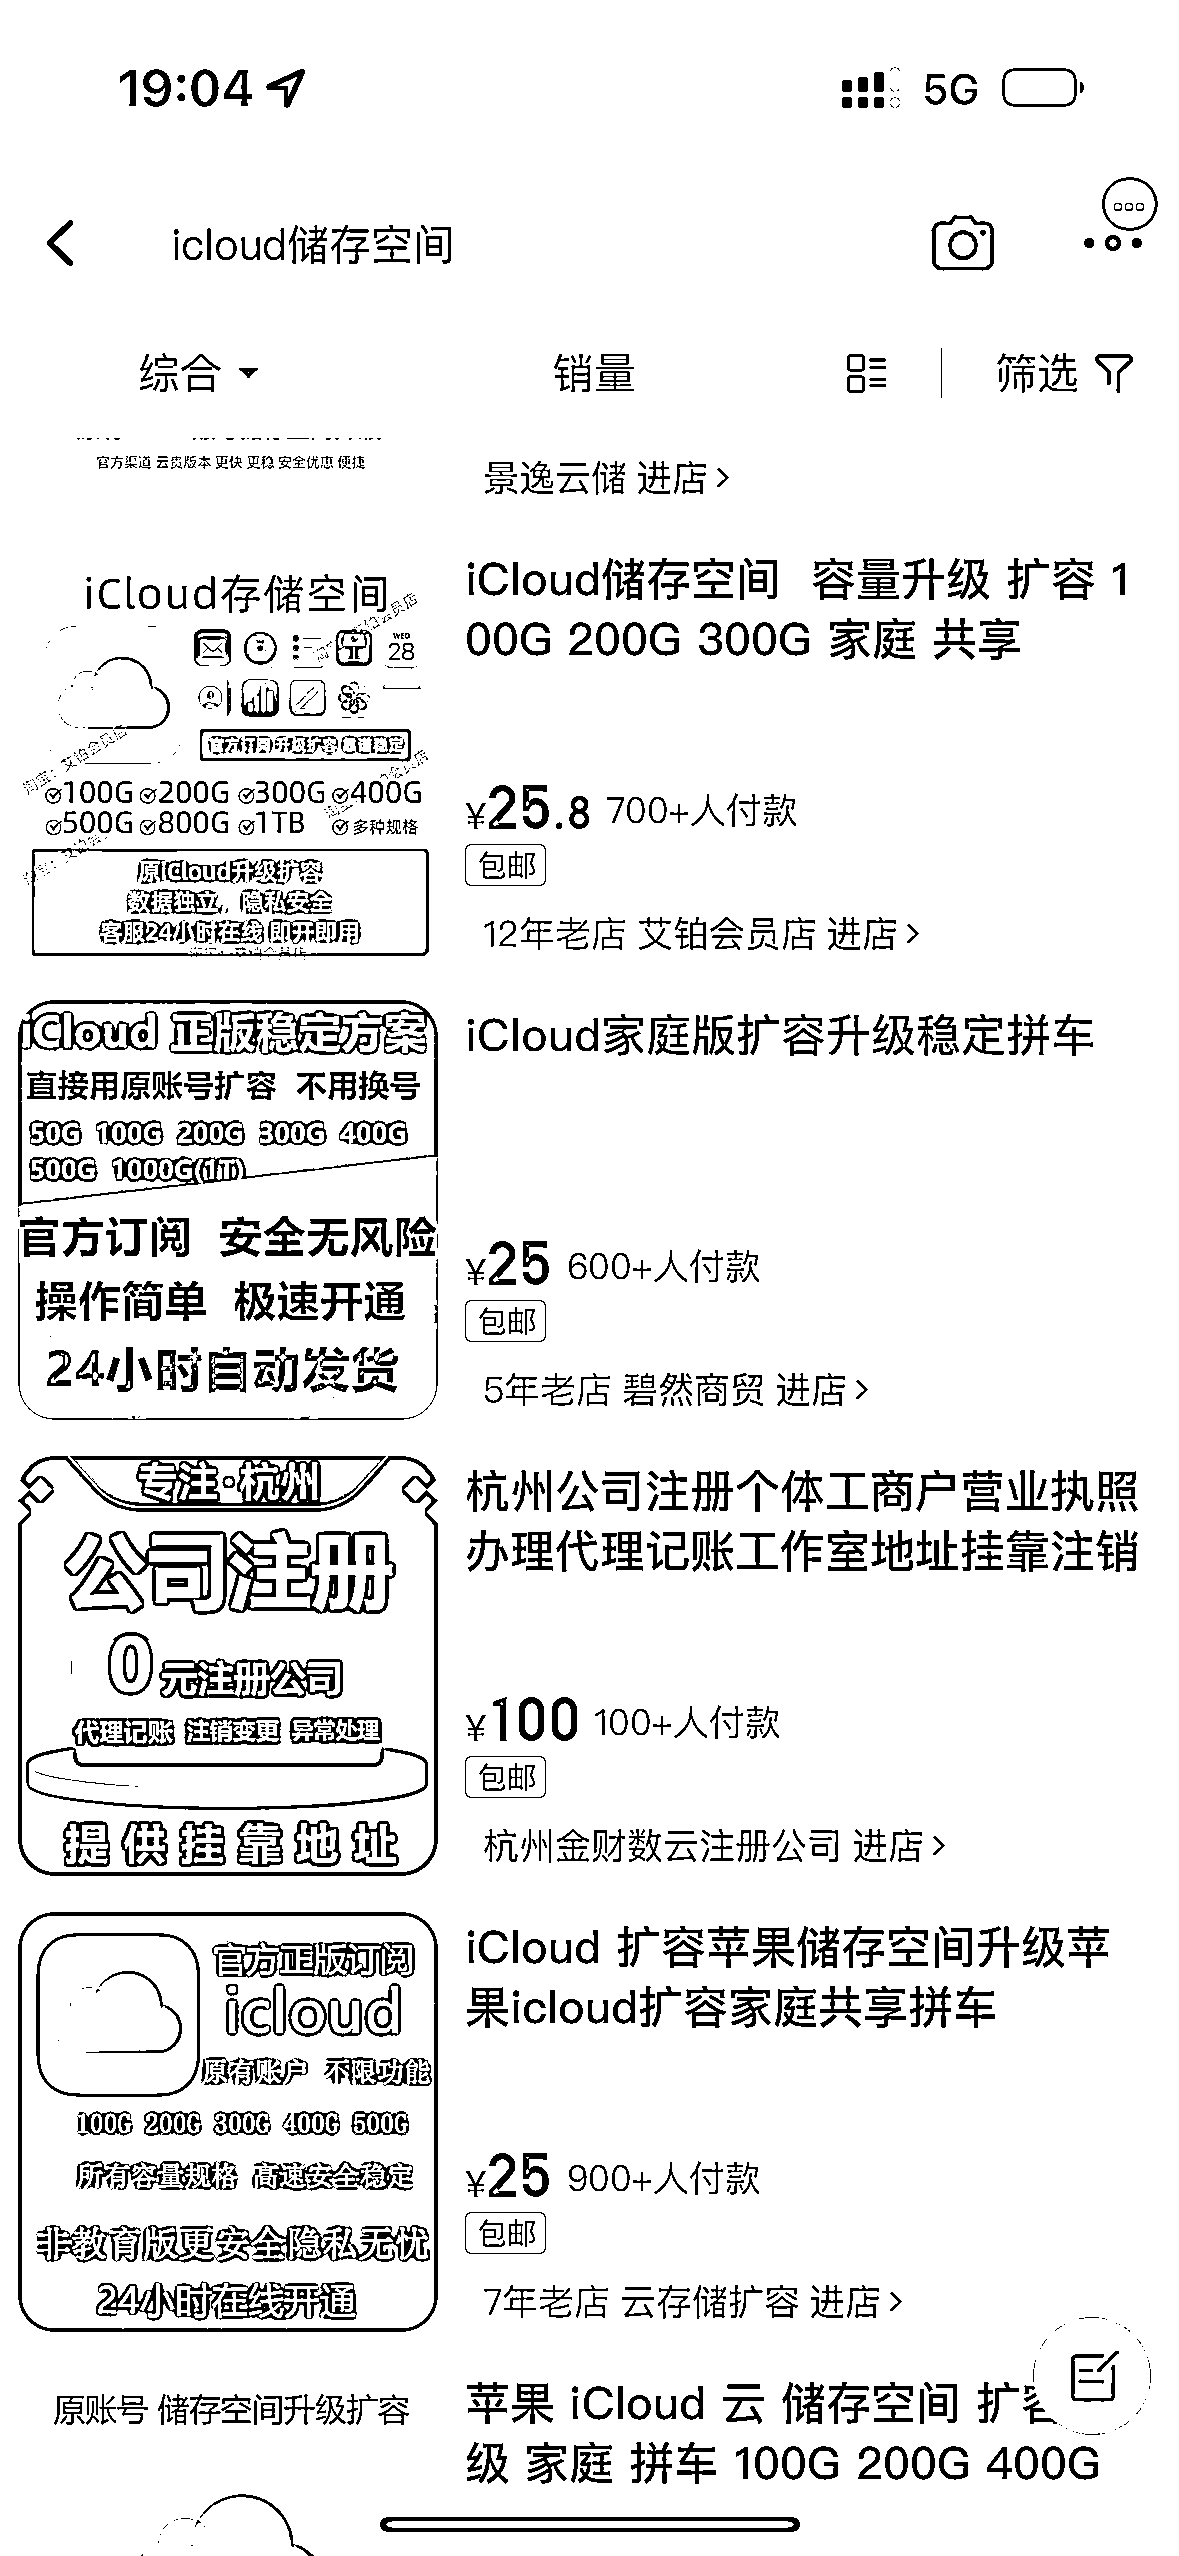 19:04
5G
icloud储存空间
综合
销量
筛选
官方渠道 云贵版本 更快 更稳 安全优惠 便捷
景逸云储 进店
iCloud存储空间
WED
28
官方订阅 升级扩容 高速稳定
100G 200G 300G 400G
500G 800G 1TB 多种规格
原iCloud升级扩容
数据独立，隐私安全
客服24小时在线 即开即用
淘宝：艾铂会员店
iCloud储存空间 容量升级 扩容 1
00G 200G 300G 家庭 共享
¥25.8 700+人付款
包邮
12年老店 艾铂会员店 进店
iCloud 正版稳定方案
直接用原账号扩容 不用换号
50G 100G 200G 300G 400G
500G 1000G(1T)
官方订阅 安全无风险
操作简单 极速开通
24小时自动发货
iCloud家庭版扩容升级稳定拼车
¥25 600+人付款
包邮
5年老店 碧然商贸 进店
专注·杭州
公司注册
0元注册公司
代理记账 注销变更 异常处理
提供挂靠地址
杭州公司注册个体工商户营业执照
办理代理记账工作室地址挂靠注销
¥100 100+人付款
包邮
杭州金财数云注册公司 进店
官方正版订阅
icloud
原有账户 不限功能
100G 200G 300G 400G 500G
所有容量规格 高速安全稳定
非教育版更安全隐私无忧
24小时在线开通
iCloud 扩容苹果储存空间升级苹
果icloud扩容家庭共享拼车
¥25 900+人付款
包邮
7年老店 云存储扩容 进店
原账号 储存空间升级扩容
苹果 iCloud 云 储存空间 扩
级 家庭 拼车 100G 200G 400G